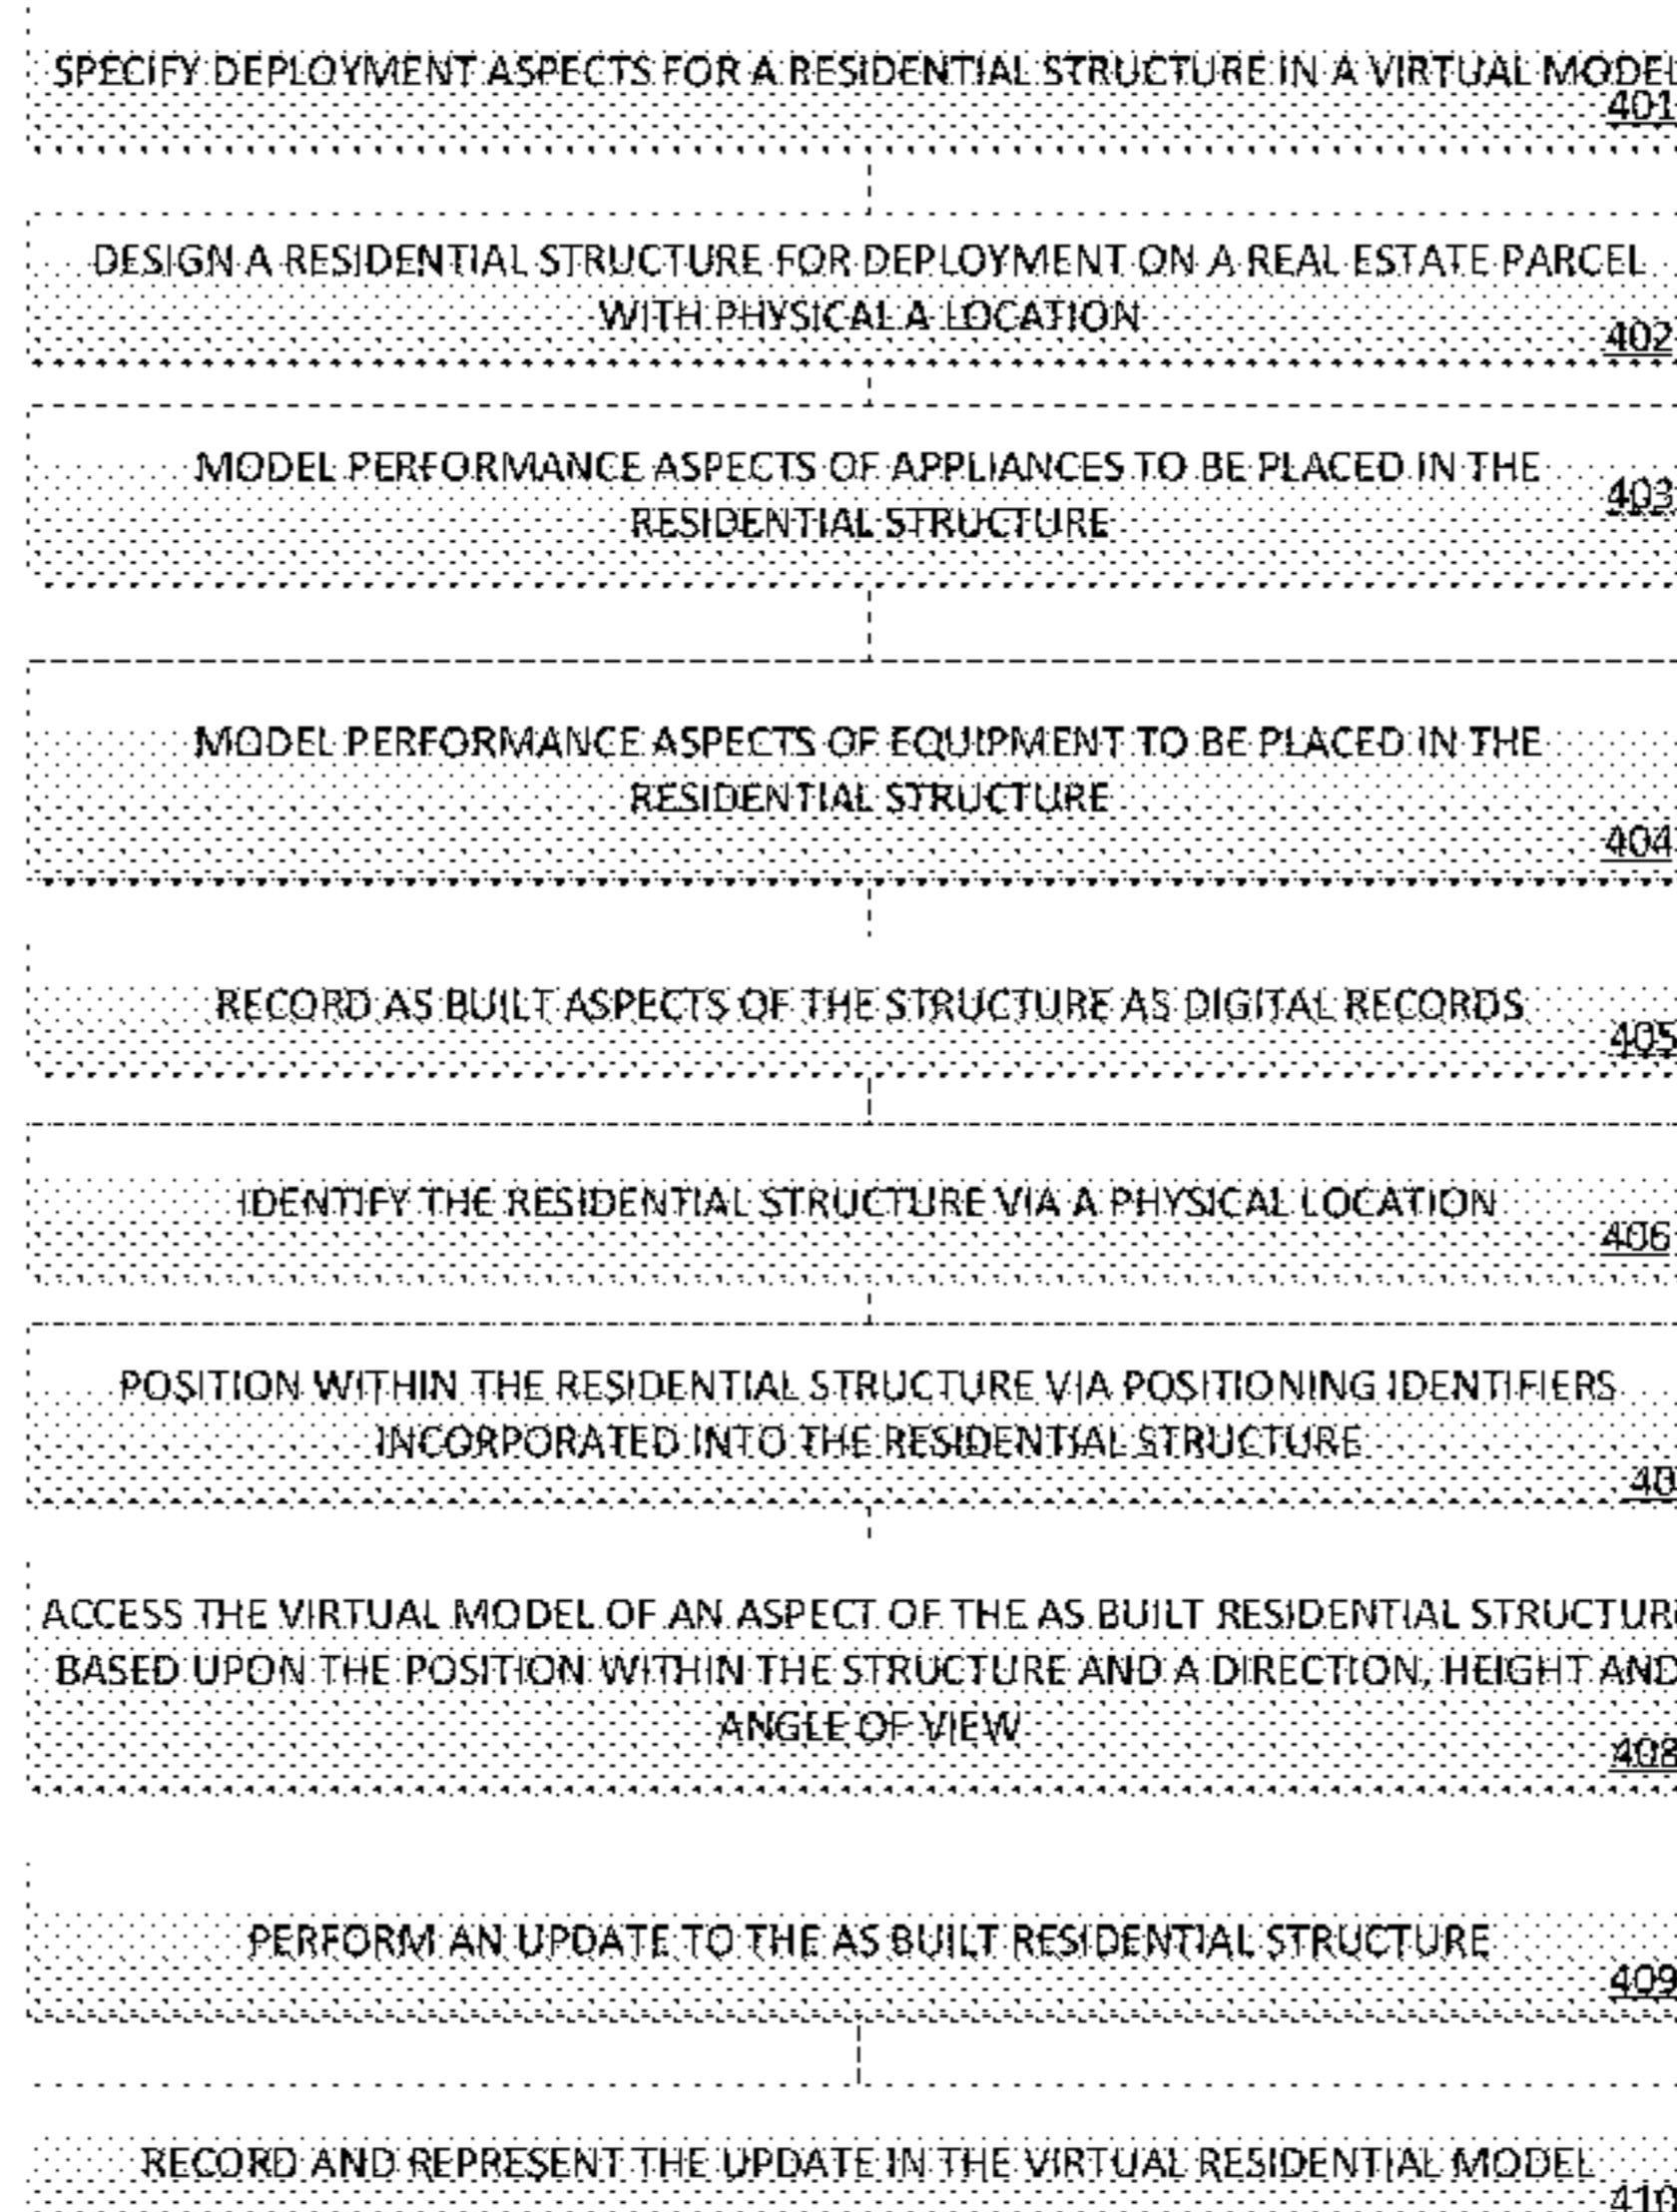 SPECIFY DEPLOYMENT ASPECTS FOR A RESIDENTIAL STRUCTURE IN A VIRTUAL MODEL
401
DESIGN A RESIDENTIAL STRUCTURE FOR DEPLOYMENT ON A REAL ESTATE PARCEL
WITH PHYSICAL A LOCATION
402
MODEL PERFORMANCE ASPECTS OF APPLIANCES TO BE PLACED IN THE
403
RESIDENTIAL STRUCTURE
MODEL PERFORMANCE ASPECTS OF EQUIPMENT TO BE PLACED IN THE
RESIDENTIAL STRUCTURE
404
RECORD AS BUILT ASPECTS OF THE STRUCTURE AS DIGITAL RECORDS
405
IDENTIFY THE RESIDENTIAL STRUCTURE VIA A PHYSICAL LOCATION
406
POSITION WITHIN THE RESIDENTIAL STRUCTURE VIA POSITIONING IDENTIFIERS
INCORPORATED INTO THE RESIDENTIAL STRUCTURE
40
ACCESS THE VIRTUAL MODEL OF AN ASPECT OF THE AS BUILT RESIDENTIAL STRUCTURE
BASED UPON THE POSITION WITHIN THE STRUCTURE AND A DIRECTION, HEIGHT AND
ANGLE OF VIEW
408
PERFORM AN UPDATE TO THE AS BUILT RESIDENTIAL STRUCTURE
409
RECORD AND REPRESENT THE UPDATE IN THE VIRTUAL RESIDENTIAL MODEL
410